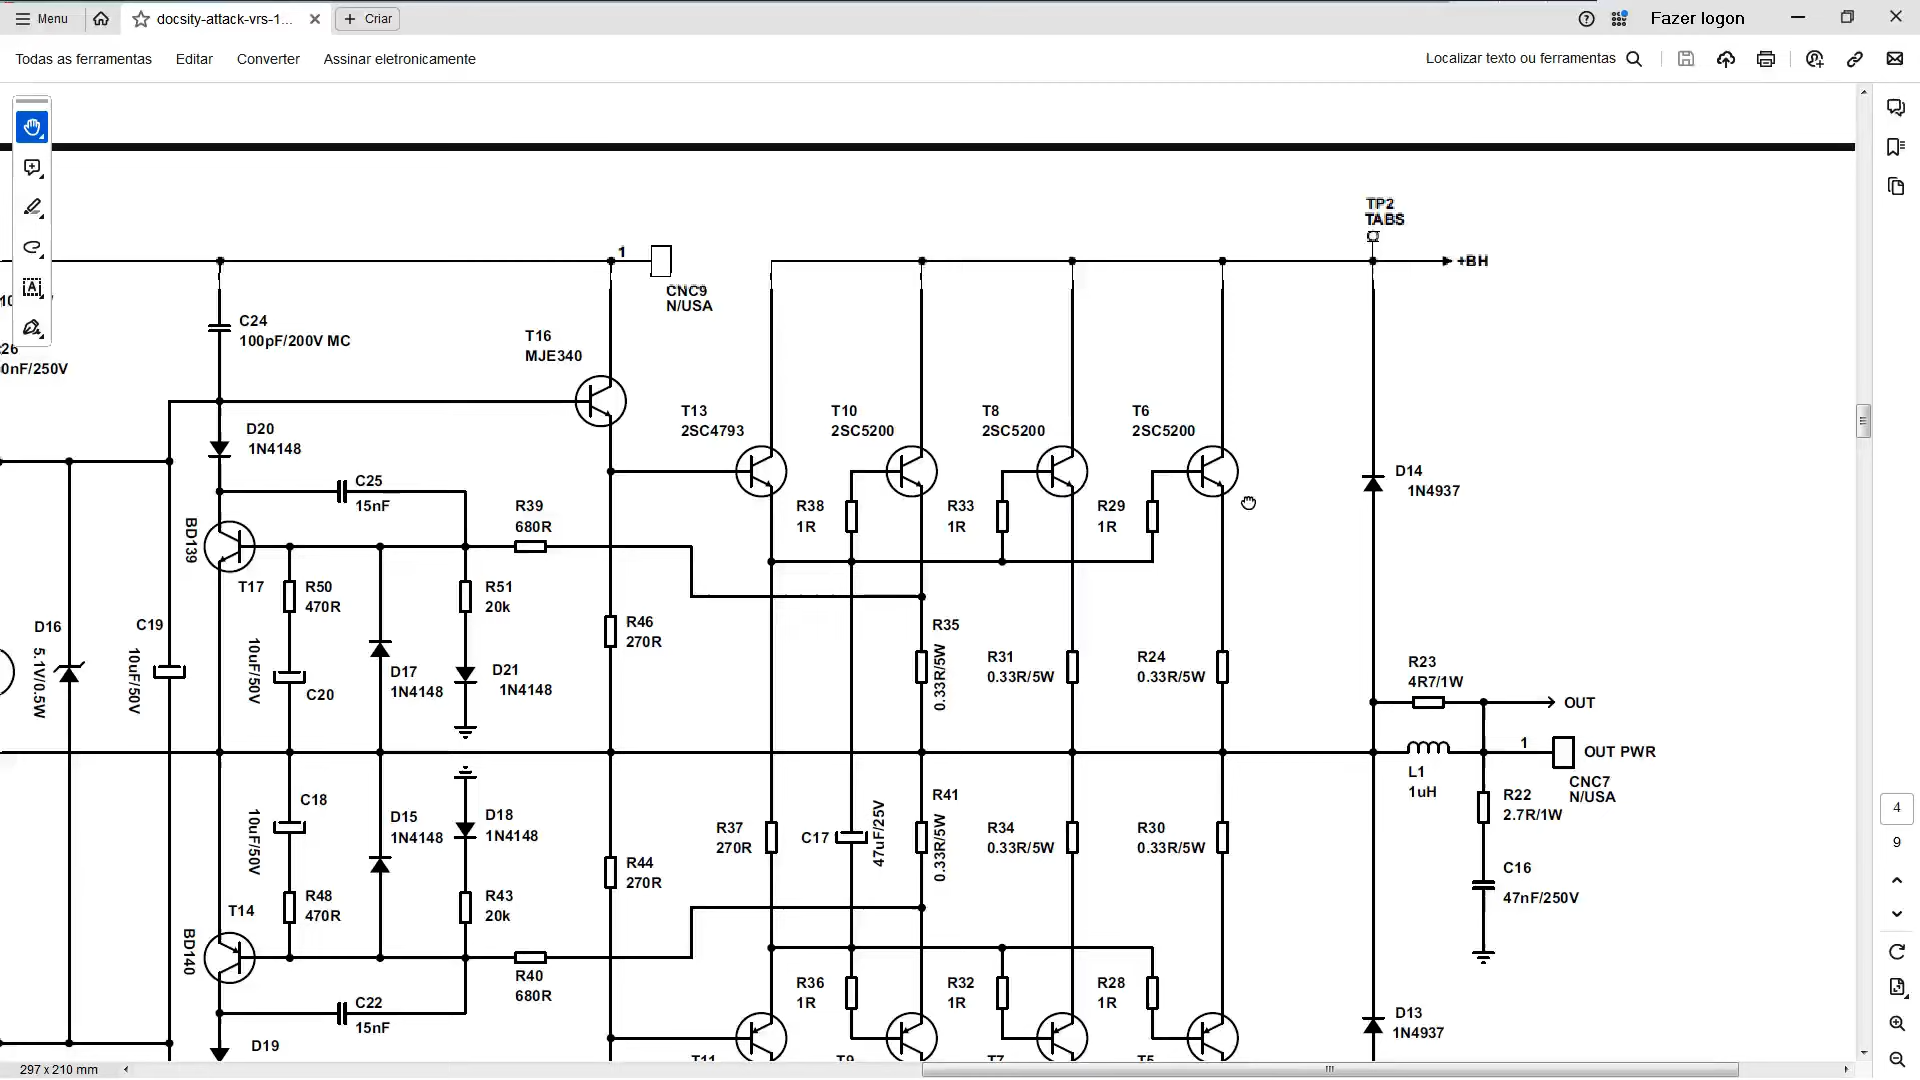 Menu
docsity-attack-vrs-1...
Criar
Fazer logon
Todas as ferramentas
Editar
Converter
Assinar eletronicamente
Localizar texto ou ferramentas
TP2
TABS
1
+BH
CNC9
N/USA
C24
100pF/200V MC
T16
MJE340
0nF/250V
T13
2SC4793
T10
2SC5200
T8
2SC5200
T6
2SC5200
D20
1N4148
D14
1N4937
C25
15nF
R39
680R
R38
1R
R33
1R
R29
1R
BD139
T17
R50
470R
R51
20k
D16
5.1V/0.5W
C19
10uF/50V
R46
270R
R35
0.33R/5W
10uF/50V
C20
D17
1N4148
D21
1N4148
R31
0.33R/5W
R24
0.33R/5W
R23
4R7/1W
OUT
1
OUT PWR
L1
1uH
CNC7
N/USA
C18
10uF/50V
D15
1N4148
D18
1N4148
R37
270R
C17
47uF/25V
R41
0.33R/5W
R34
0.33R/5W
R30
0.33R/5W
R22
2.7R/1W
R44
270R
C16
47nF/250V
T14
BD140
R48
470R
R43
20k
R40
680R
R36
1R
R32
1R
R28
1R
C22
15nF
D13
1N4937
D19
T11
T9
T7
T5
4
9
297 x 210 mm